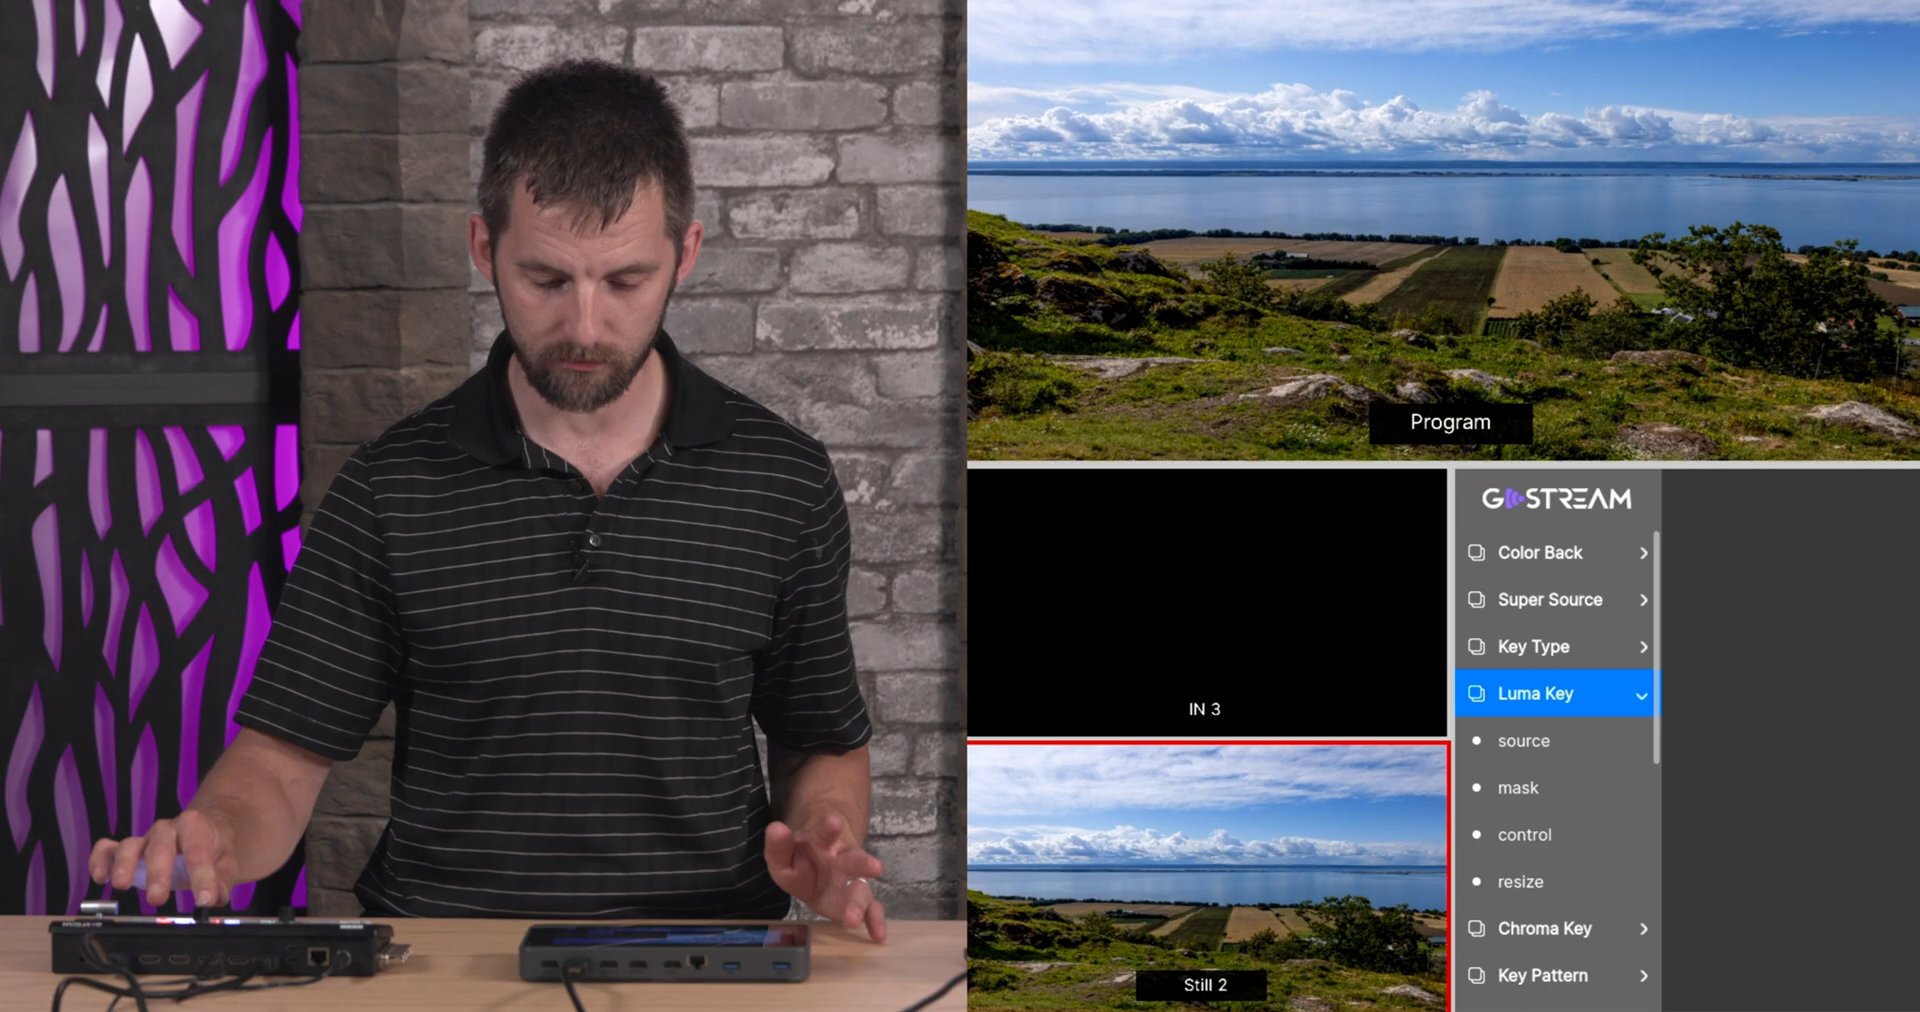 Program
IN 3
Still 2
GOSTREAM
Color Back
Super Source
Key Type
Luma Key
source
mask
control
resize
Chroma Key
Key Pattern